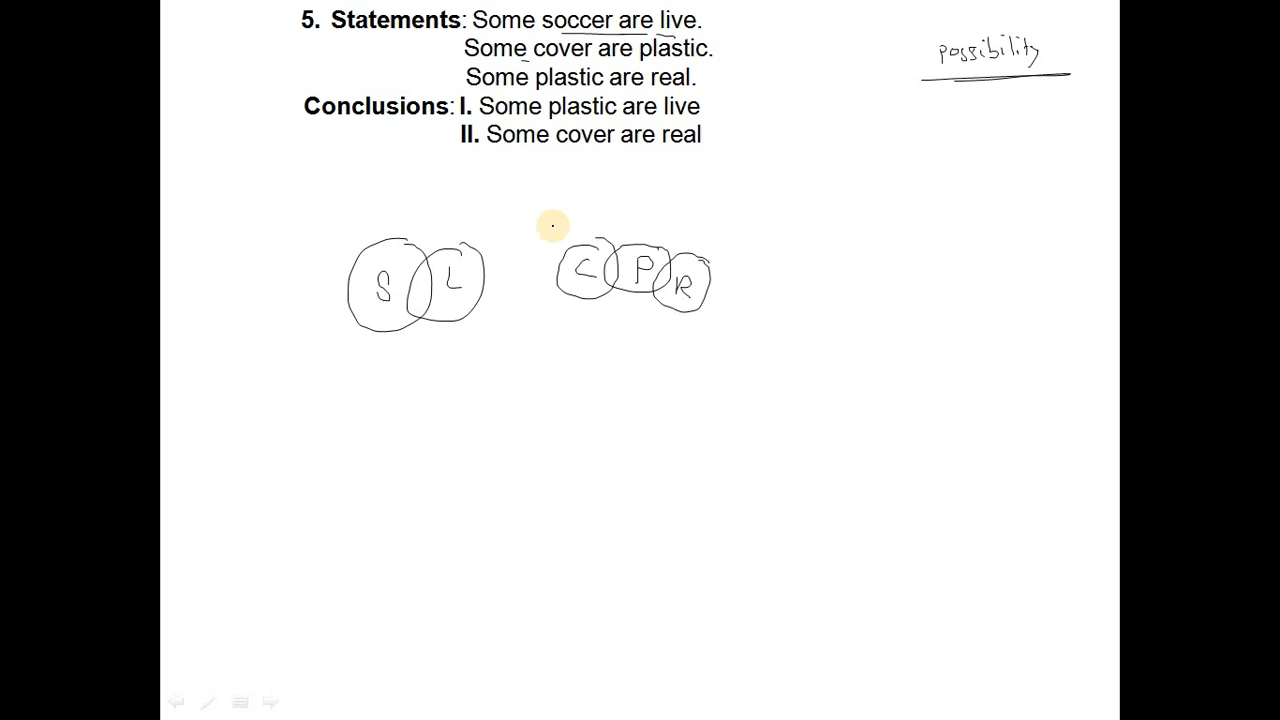 5. Statements: Some soccer are live.
Some cover are plastic.
Some plastic are real.
Conclusions: I. Some plastic are live
II. Some cover are real
possibility
S L C P R